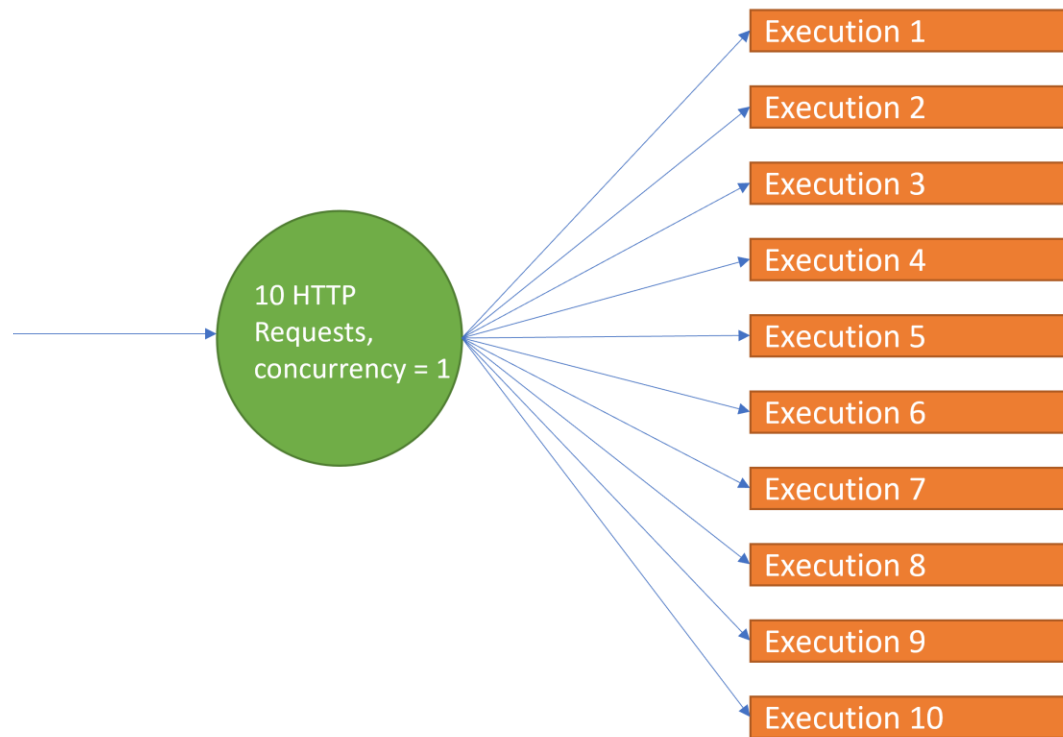 Execution 1
Execution 2
Execution 3
Execution 4
10 HTTP
Requests,
concurrency = 1
Execution 5
Execution 6
Execution 7
Execution 8
Execution 9
Execution 10